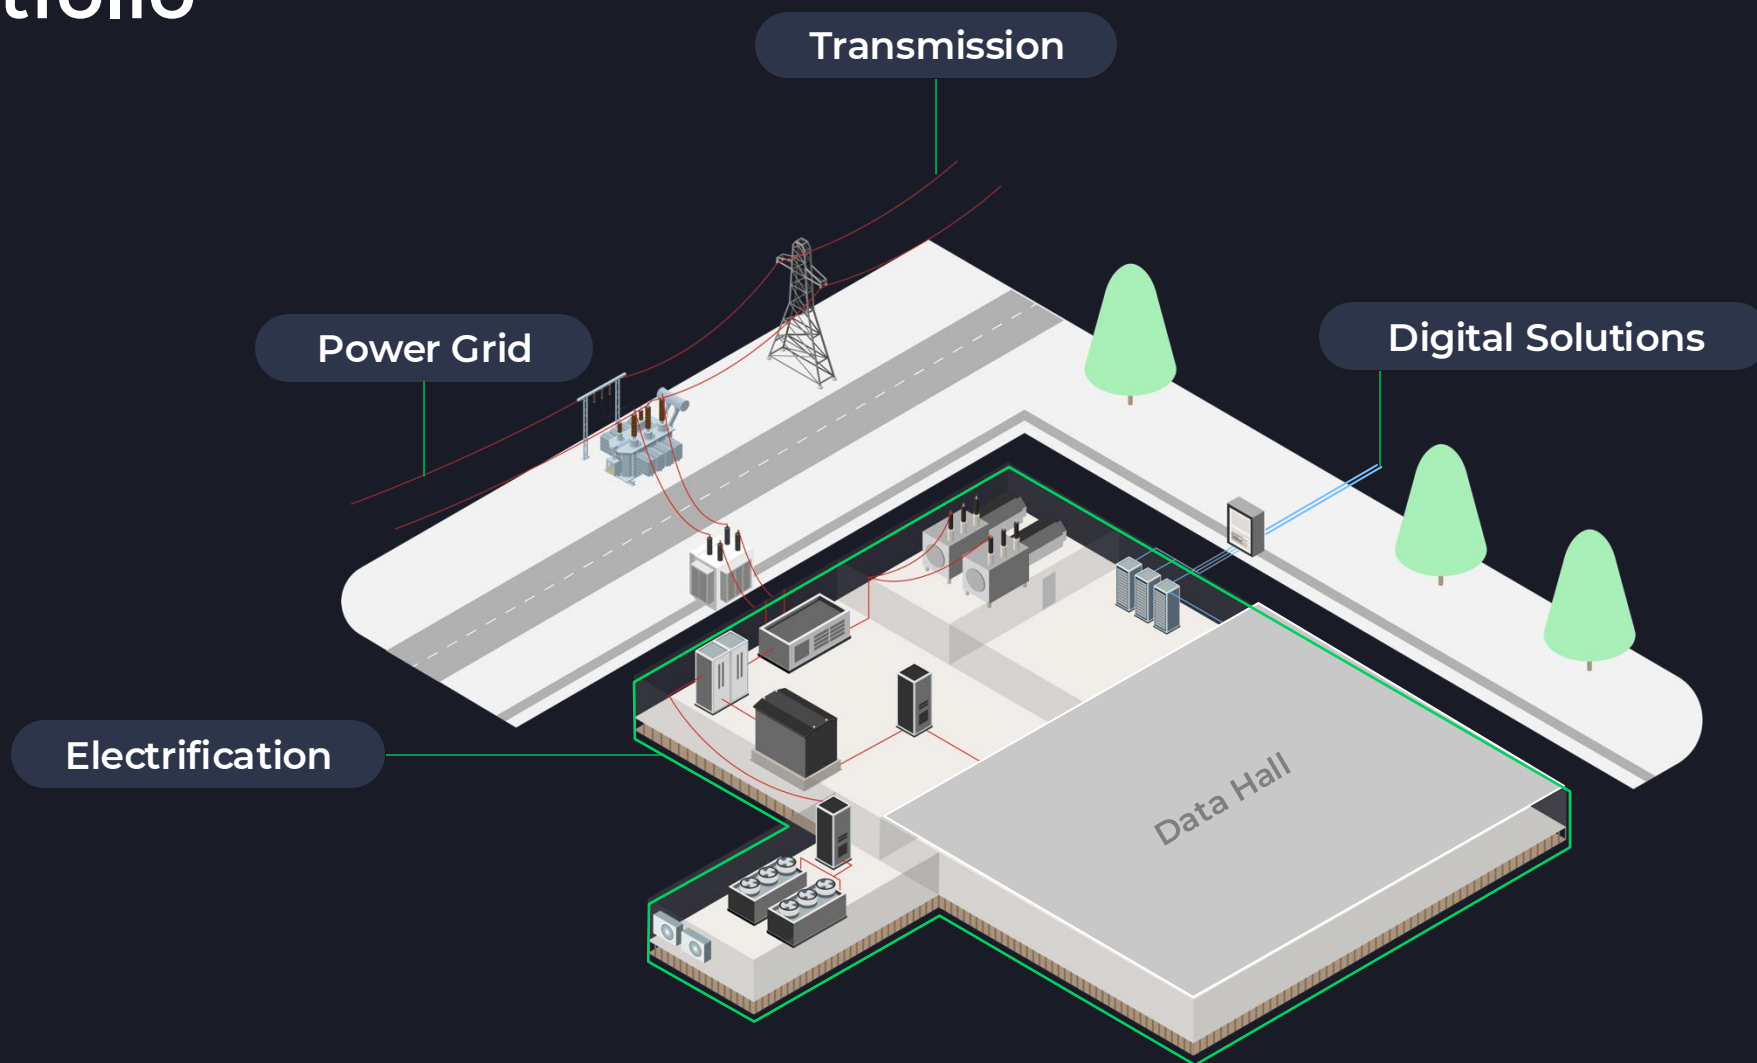 Transmission
Power Grid
Digital Solutions
Electrification
Data Hall